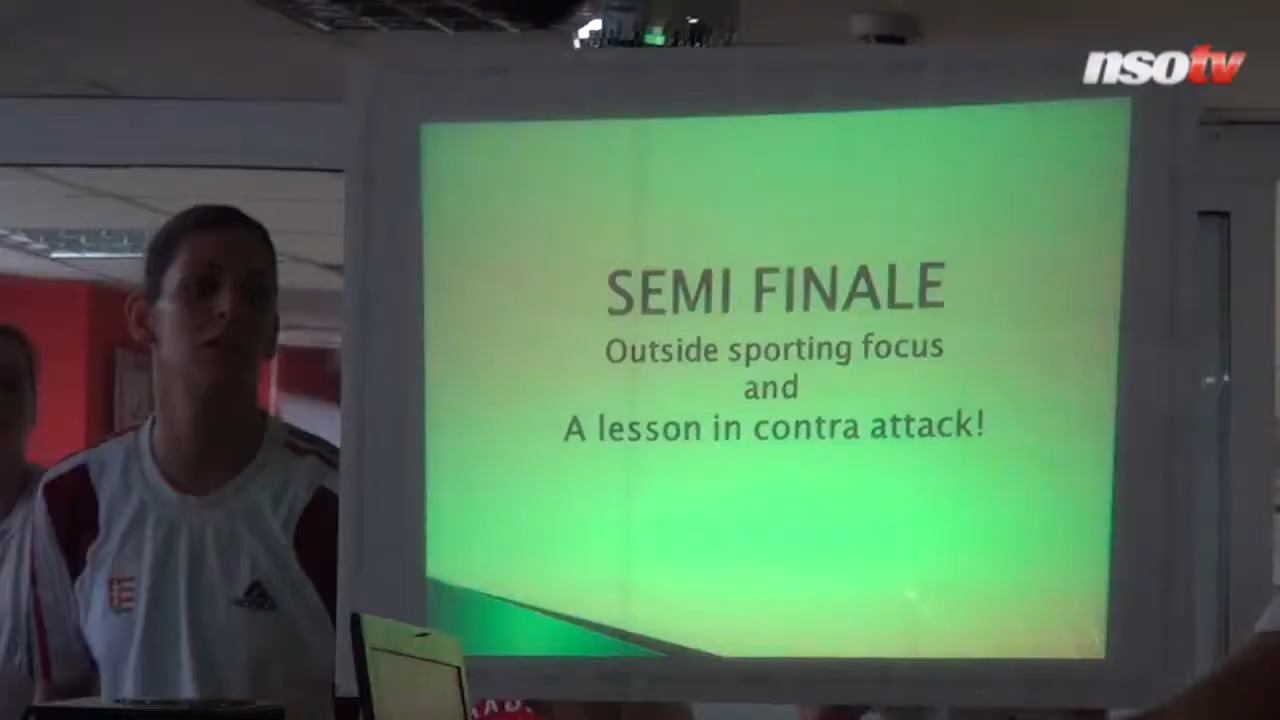 nsotv
SEMI FINALE
Outside sporting focus
and
A lesson in contra attack!